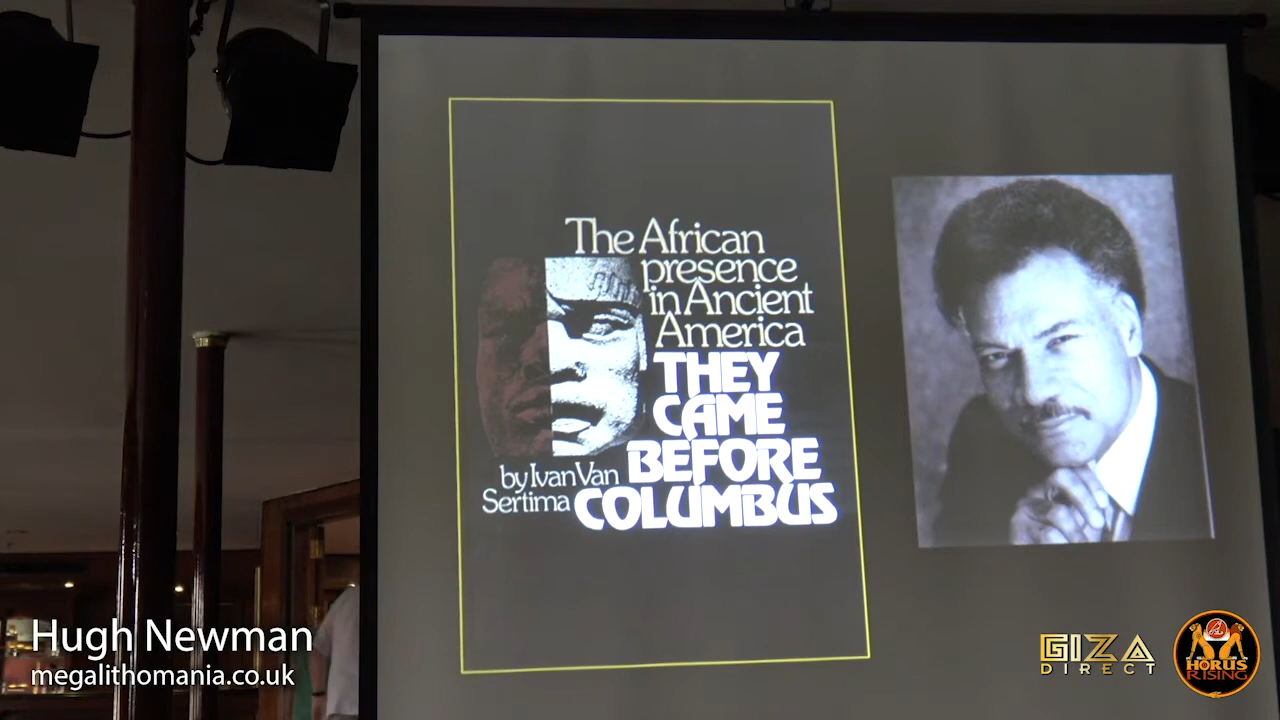 The African
presence
in Ancient
America
THEY
CAME
BEFORE
COLUMBUS
by Ivan Van
Sertima
Hugh Newman
megalithomania.co.uk
GIZA
DIRECT
HORUS
RISING